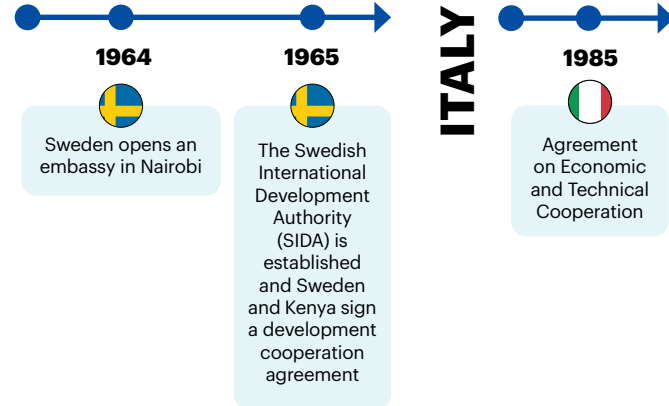 1964
Sweden opens an
embassy in Nairobi
1965
The Swedish
International
Development
Authority
(SIDA) is
established
and Sweden
and Kenya sign
a development
cooperation
agreement
ITALY
1985
Agreement
on Economic
and Technical
Cooperation